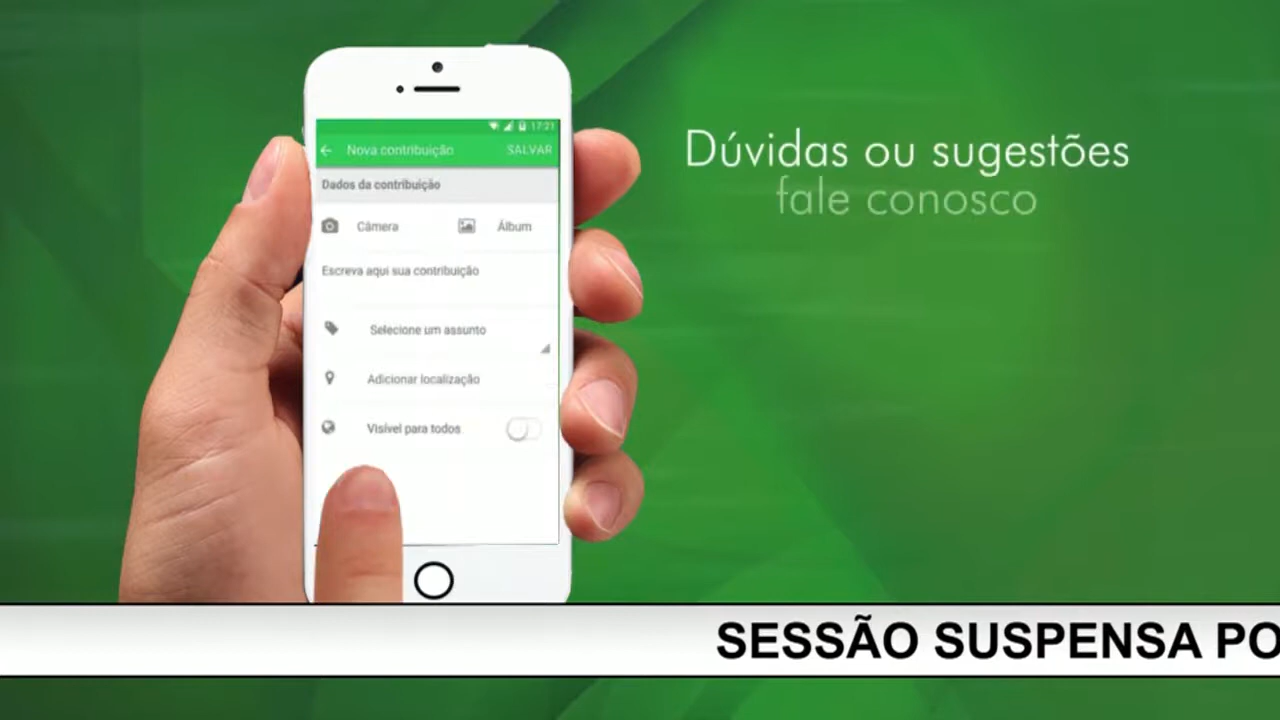 17:21
Nova contribuição
SALVAR
Dados da contribuição
Câmera
Álbum
Escreva aqui sua contribuição
Selecione um assunto
Adicionar localização
Visível para todos
Dúvidas ou sugestões
fale conosco
SESSÃO SUSPENSA PO